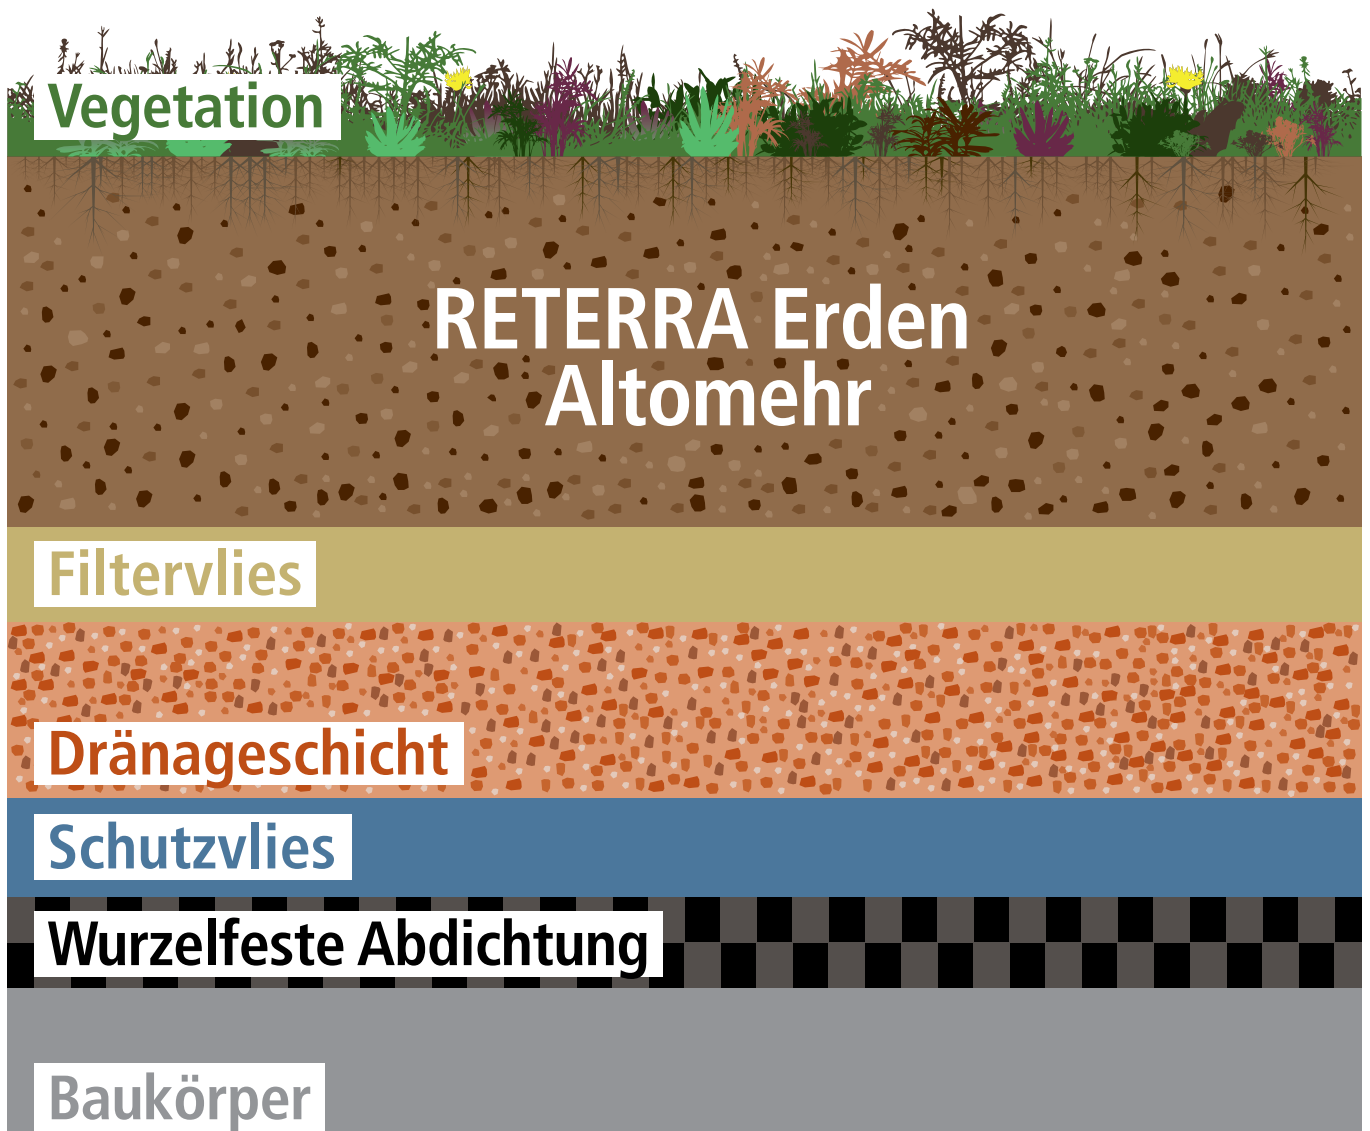 Vegetation
RETERRA Erden
Altomehr
Filtervlies
Dränageschicht
Schutzvlies
Wurzelfeste Abdichtung
Baukörper